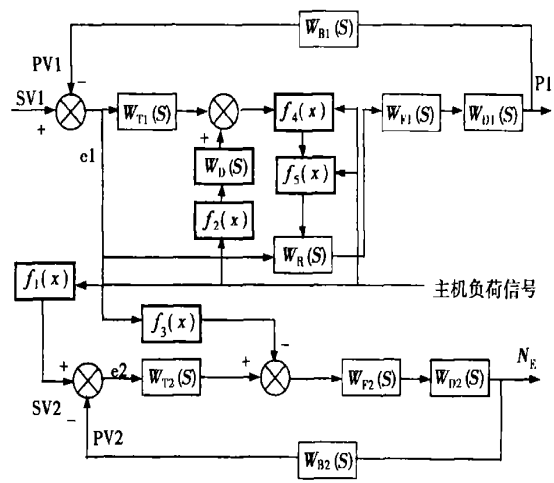 W_B1(S)
PV1
−
SV1
+
W_T1(S)
f_4(x)
W_F1(S)
W_D1(S)
P1
e1
+
W_D(S)
f_5(x)
f_2(x)
W_R(S)
f_1(x)
主机负荷信号
f_3(x)
−
+
e2
W_T2(S)
+
W_F2(S)
W_D2(S)
N_E
SV2
−
PV2
W_B2(S)